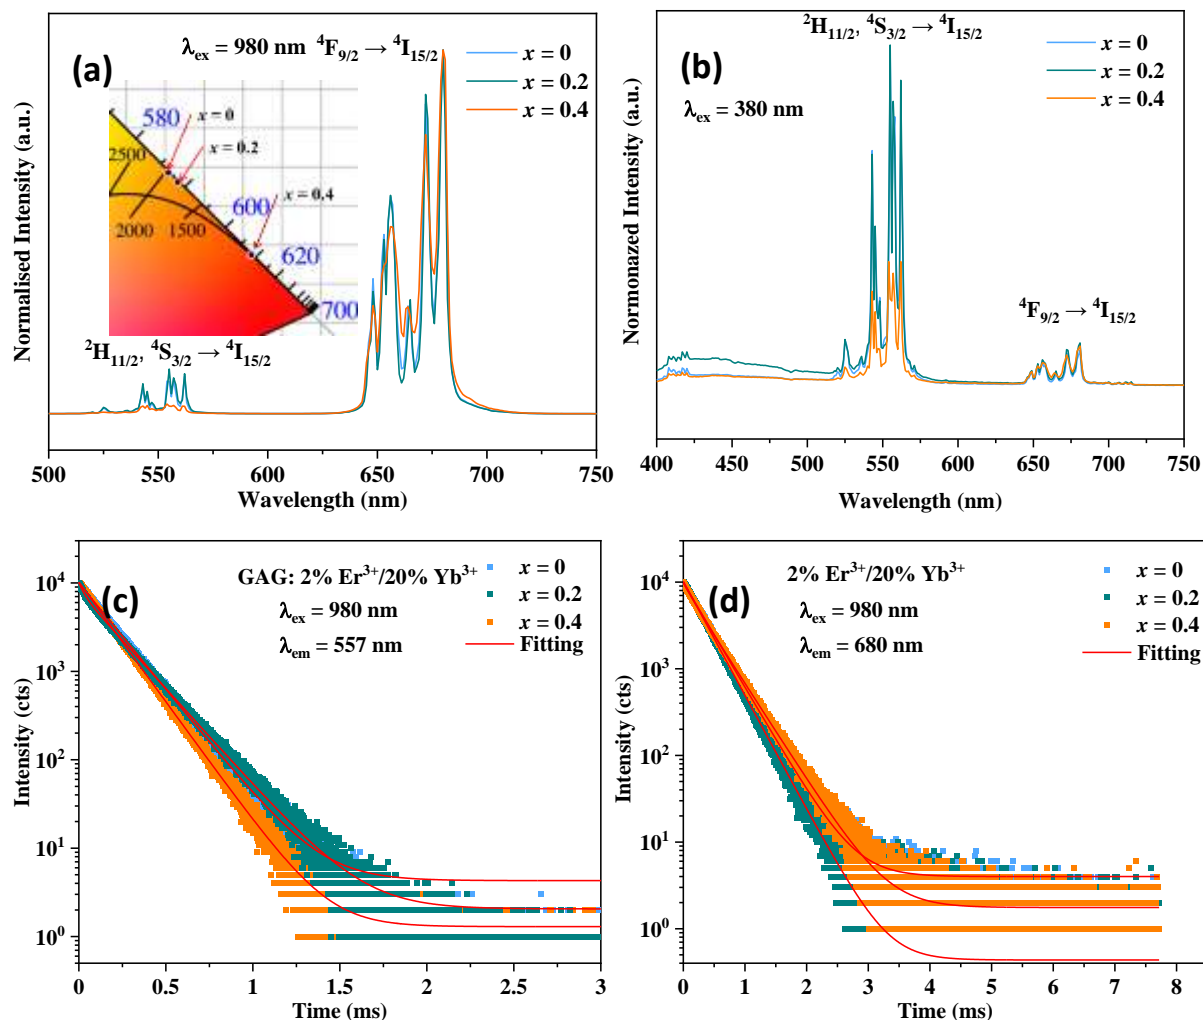 (a)
λex = 980 nm ⁴F9/2 → ⁴I15/2
x = 0
x = 0.2
x = 0.4
580
x = 0
x = 0.2
2500
x = 0.4
600
2000
1500
620
700
²H11/2, ⁴S3/2 → ⁴I15/2
Normalised Intensity (a.u.)
500 550 600 650 700 750
Wavelength (nm)
(b)
²H11/2, ⁴S3/2 → ⁴I15/2
x = 0
x = 0.2
x = 0.4
λex = 380 nm
⁴F9/2 → ⁴I15/2
Normonazed Intensity (a.u.)
400 450 500 550 600 650 700 750
Wavelength (nm)
(c)
GAG: 2% Er³⁺/20% Yb³⁺
λex = 980 nm
λem = 557 nm
x = 0
x = 0.2
x = 0.4
Fitting
Intensity (cts)
10⁴
10³
10²
10¹
10⁰
0 0.5 1 1.5 2 2.5 3
Time (ms)
(d)
2% Er³⁺/20% Yb³⁺
λex = 980 nm
λem = 680 nm
x = 0
x = 0.2
x = 0.4
Fitting
Intensity (cts)
10⁴
10³
10²
10¹
10⁰
0 1 2 3 4 5 6 7 8
Time (ms)